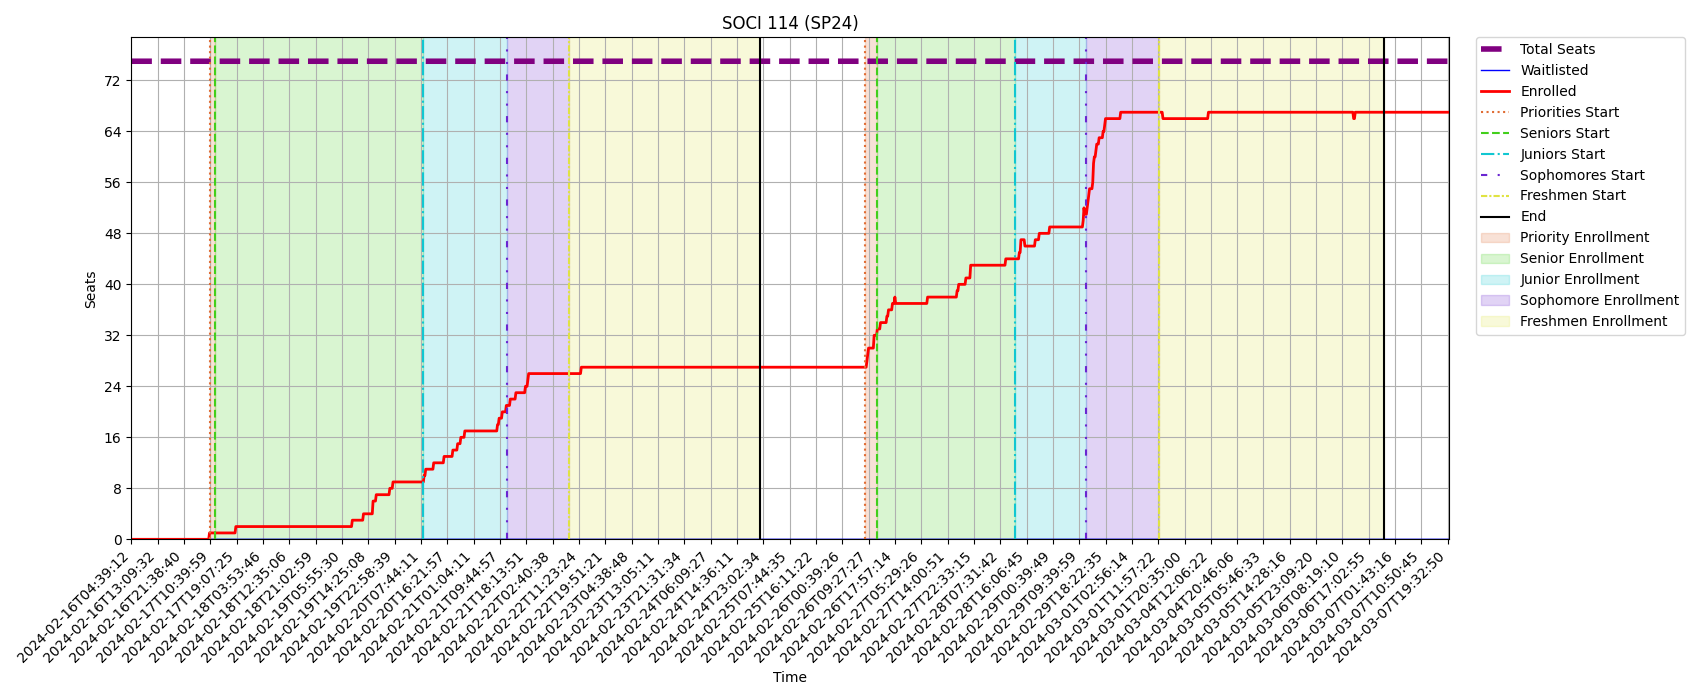 SOCI 114 (SP24)
Seats
72
64
56
48
40
32
24
16
8
0
2024-02-16T04:39:12
2024-02-16T13:09:32
2024-02-16T21:38:40
2024-02-17T10:39:59
2024-02-17T19:07:25
2024-02-18T03:53:46
2024-02-18T12:35:06
2024-02-18T21:02:59
2024-02-19T05:55:30
2024-02-19T14:25:08
2024-02-19T22:58:39
2024-02-20T07:44:11
2024-02-20T16:21:57
2024-02-21T01:04:11
2024-02-21T09:44:57
2024-02-21T18:13:51
2024-02-22T02:40:38
2024-02-22T11:23:24
2024-02-22T19:51:21
2024-02-23T04:38:48
2024-02-23T13:05:11
2024-02-23T21:31:34
2024-02-24T06:09:27
2024-02-24T14:36:11
2024-02-24T23:02:34
2024-02-25T07:44:35
2024-02-25T16:11:22
2024-02-26T00:39:26
2024-02-26T09:27:27
2024-02-26T17:57:14
2024-02-27T05:29:26
2024-02-27T14:00:51
2024-02-27T22:33:15
2024-02-28T07:31:42
2024-02-28T16:06:45
2024-02-29T00:39:49
2024-02-29T09:39:59
2024-02-29T18:22:35
2024-03-01T02:56:14
2024-03-01T11:57:22
2024-03-01T20:35:00
2024-03-04T12:06:22
2024-03-04T20:46:06
2024-03-05T05:46:33
2024-03-05T14:28:16
2024-03-05T23:09:20
2024-03-06T08:19:10
2024-03-06T17:02:55
2024-03-07T01:43:16
2024-03-07T10:50:45
2024-03-07T19:32:50
Time
Total Seats
Waitlisted
Enrolled
Priorities Start
Seniors Start
Juniors Start
Sophomores Start
Freshmen Start
End
Priority Enrollment
Senior Enrollment
Junior Enrollment
Sophomore Enrollment
Freshmen Enrollment